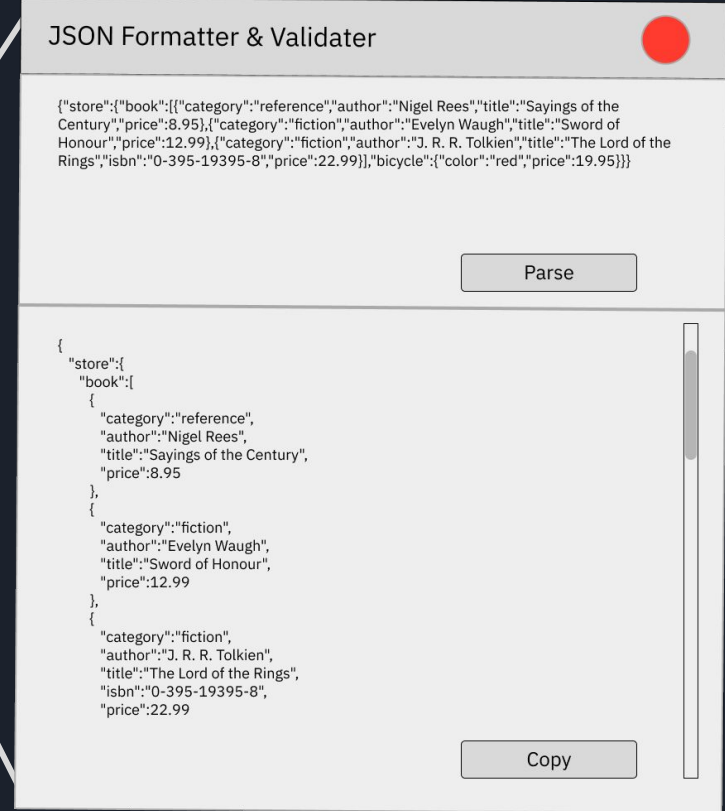 JSON Formatter & Validater
{"store":{"book":[{"category":"reference","author":"Nigel Rees","title":"Sayings of the
Century","price":8.95},{"category":"fiction","author":"Evelyn Waugh","title":"Sword of
Honour","price":12.99},{"category":"fiction","author":"J. R. R. Tolkien","title":"The Lord of the
Rings","isbn":"0-395-19395-8","price":22.99}],"bicycle":{"color":"red","price":19.95}}}
Parse
{
"store":{
"book":[
{
"category":"reference",
"author":"Nigel Rees",
"title":"Sayings of the Century",
"price":8.95
},
{
"category":"fiction",
"author":"Evelyn Waugh",
"title":"Sword of Honour",
"price":12.99
},
{
"category":"fiction",
"author":"J. R. R. Tolkien",
"title":"The Lord of the Rings",
"isbn":"0-395-19395-8",
"price":22.99
Copy